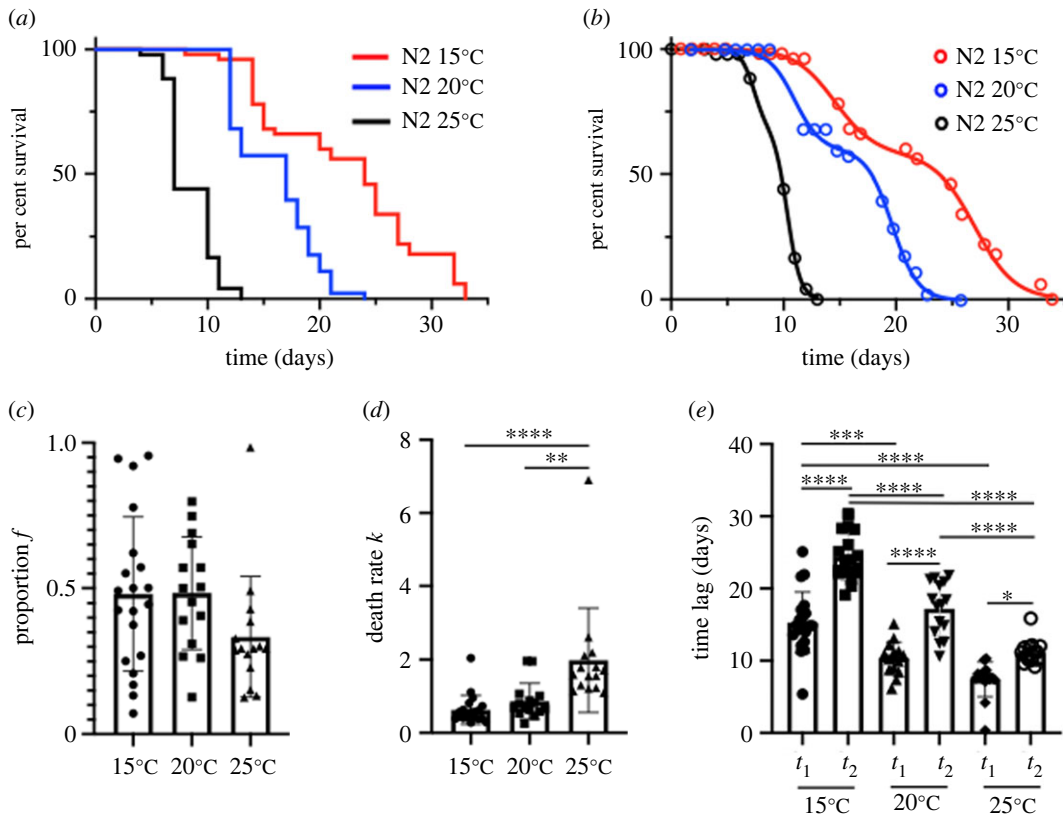 (a)
100
50
0
per cent survival
N2 15°C
N2 20°C
N2 25°C
0 10 20 30
time (days)
(b)
100
50
0
per cent survival
N2 15°C
N2 20°C
N2 25°C
0 10 20 30
time (days)
(c)
1.0
0.5
0
proportion f
15°C 20°C 25°C
(d)
8
6
4
2
0
death rate k
****
**
15°C 20°C 25°C
(e)
40
30
20
10
0
time lag (days)
***
****
**** **** ****
****
****
*
t1 t2 t1 t2 t1 t2
15°C 20°C 25°C